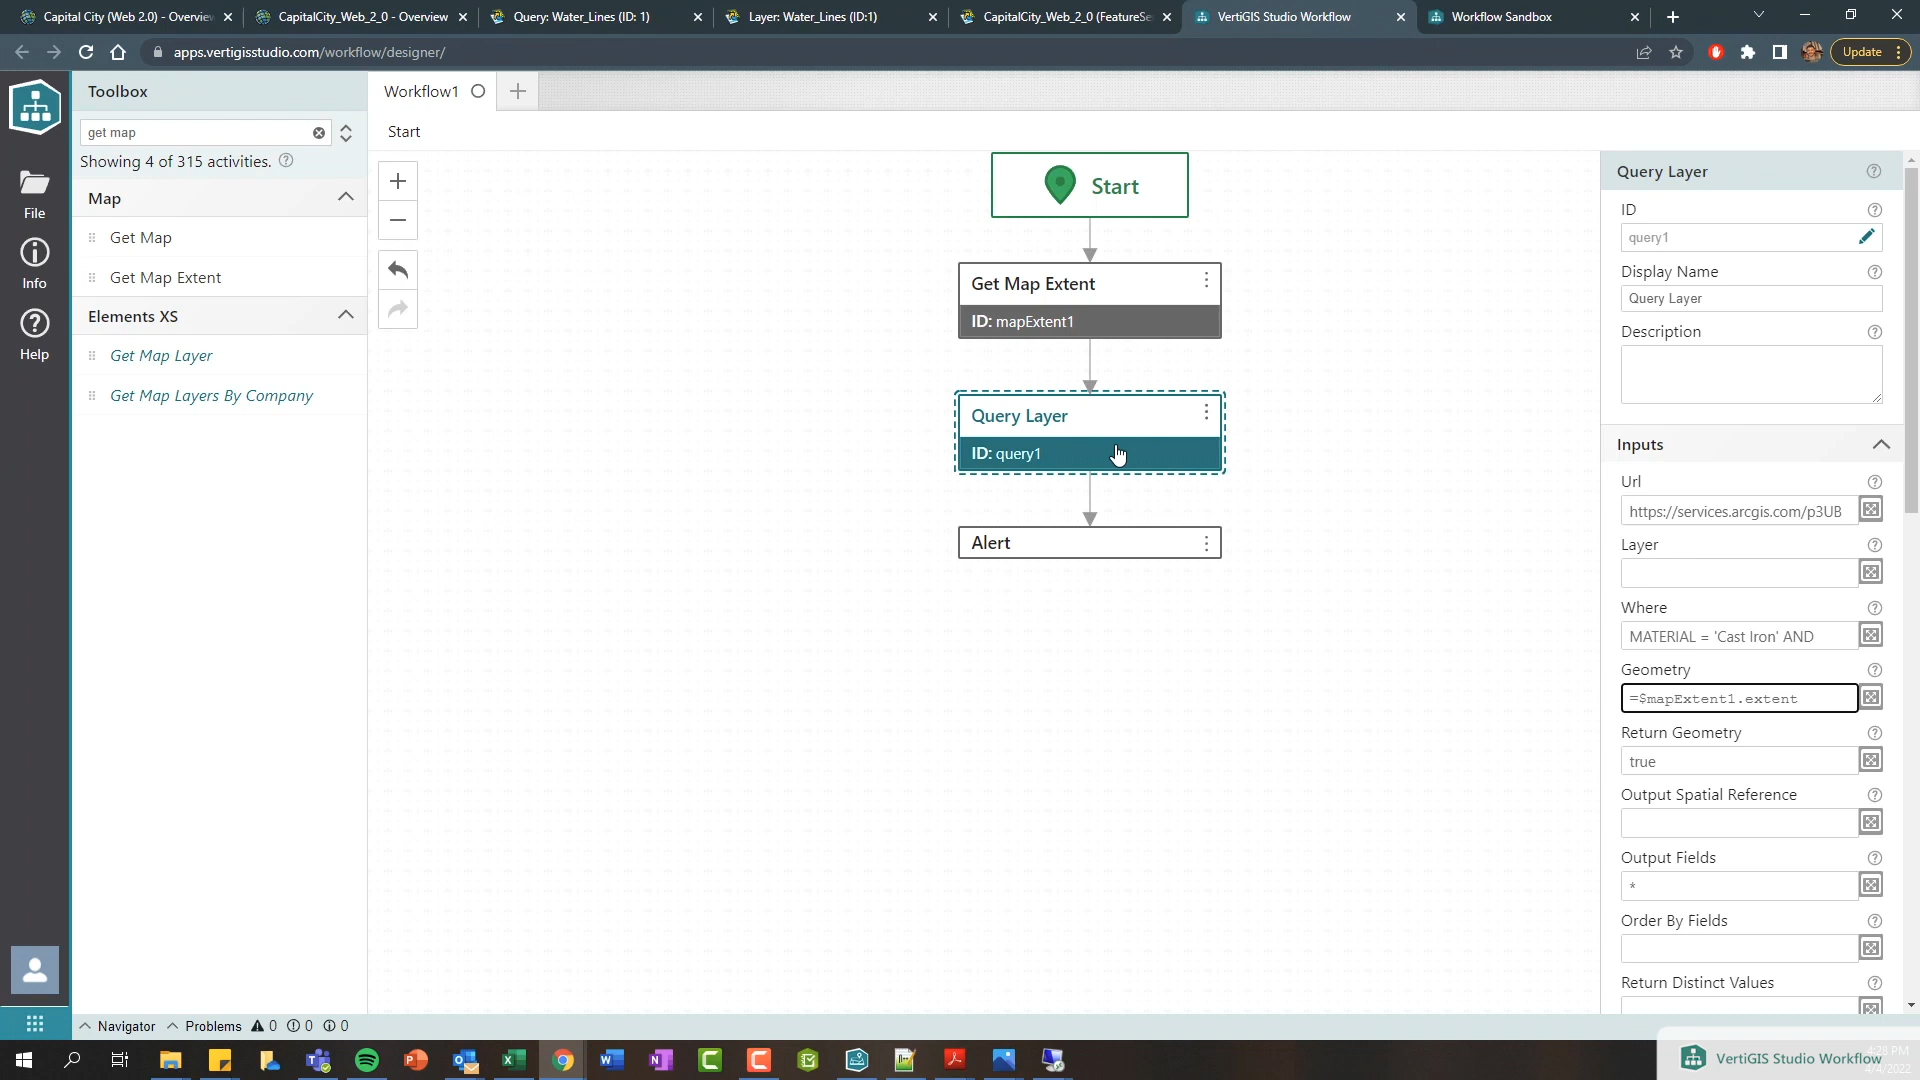 Capital City (Web 2.0) - Overview
CapitalCity_Web_2_0 - Overview
Query: Water_Lines (ID: 1)
Layer: Water_Lines (ID:1)
CapitalCity_Web_2_0 (FeatureSe
VertiGIS Studio Workflow
Workflow Sandbox
apps.vertigisstudio.com/workflow/designer/
Update
File
Info
Help
Toolbox
get map
Showing 4 of 315 activities.
Map
Get Map
Get Map Extent
Elements XS
Get Map Layer
Get Map Layers By Company
Workflow1
Start
Start
Get Map Extent
ID: mapExtent1
Query Layer
ID: query1
Alert
Query Layer
ID
query1
Display Name
Query Layer
Description
Inputs
Url
https://services.arcgis.com/p3UB
Layer
Where
MATERIAL = 'Cast Iron' AND
Geometry
=$mapExtent1.extent
Return Geometry
true
Output Spatial Reference
Output Fields
*
Order By Fields
Return Distinct Values
Navigator
Problems
0
0
0
VertiGIS Studio Workflow
4:28 PM
4/4/2022